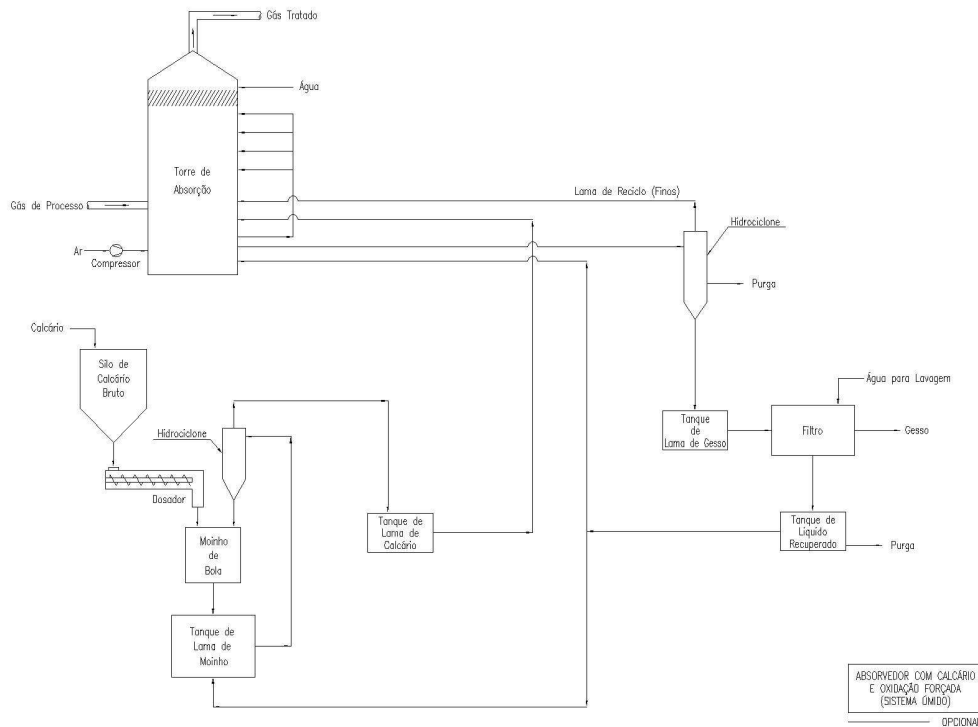 Gás Tratado
Água
Torre de
Absorção
Lama de Reciclo (Finos)
Gás de Processo
Hidrociclone
Ar
Compressor
Purga
Calcário
Silo de
Calcário
Bruto
Água para Lavagem
Hidrociclone
Tanque
de
Lama de Gesso
Filtro
Gesso
Dosador
Tanque de
Lama de
Calcário
Tanque de
Líquido
Recuperado
Purga
Moinho
de
Bola
Tanque de
Lama de
Moinho
ABSORVEDOR COM CALCÁRIO
E OXIDAÇÃO FORÇADA
(SISTEMA ÚMIDO)
OPCIONAL